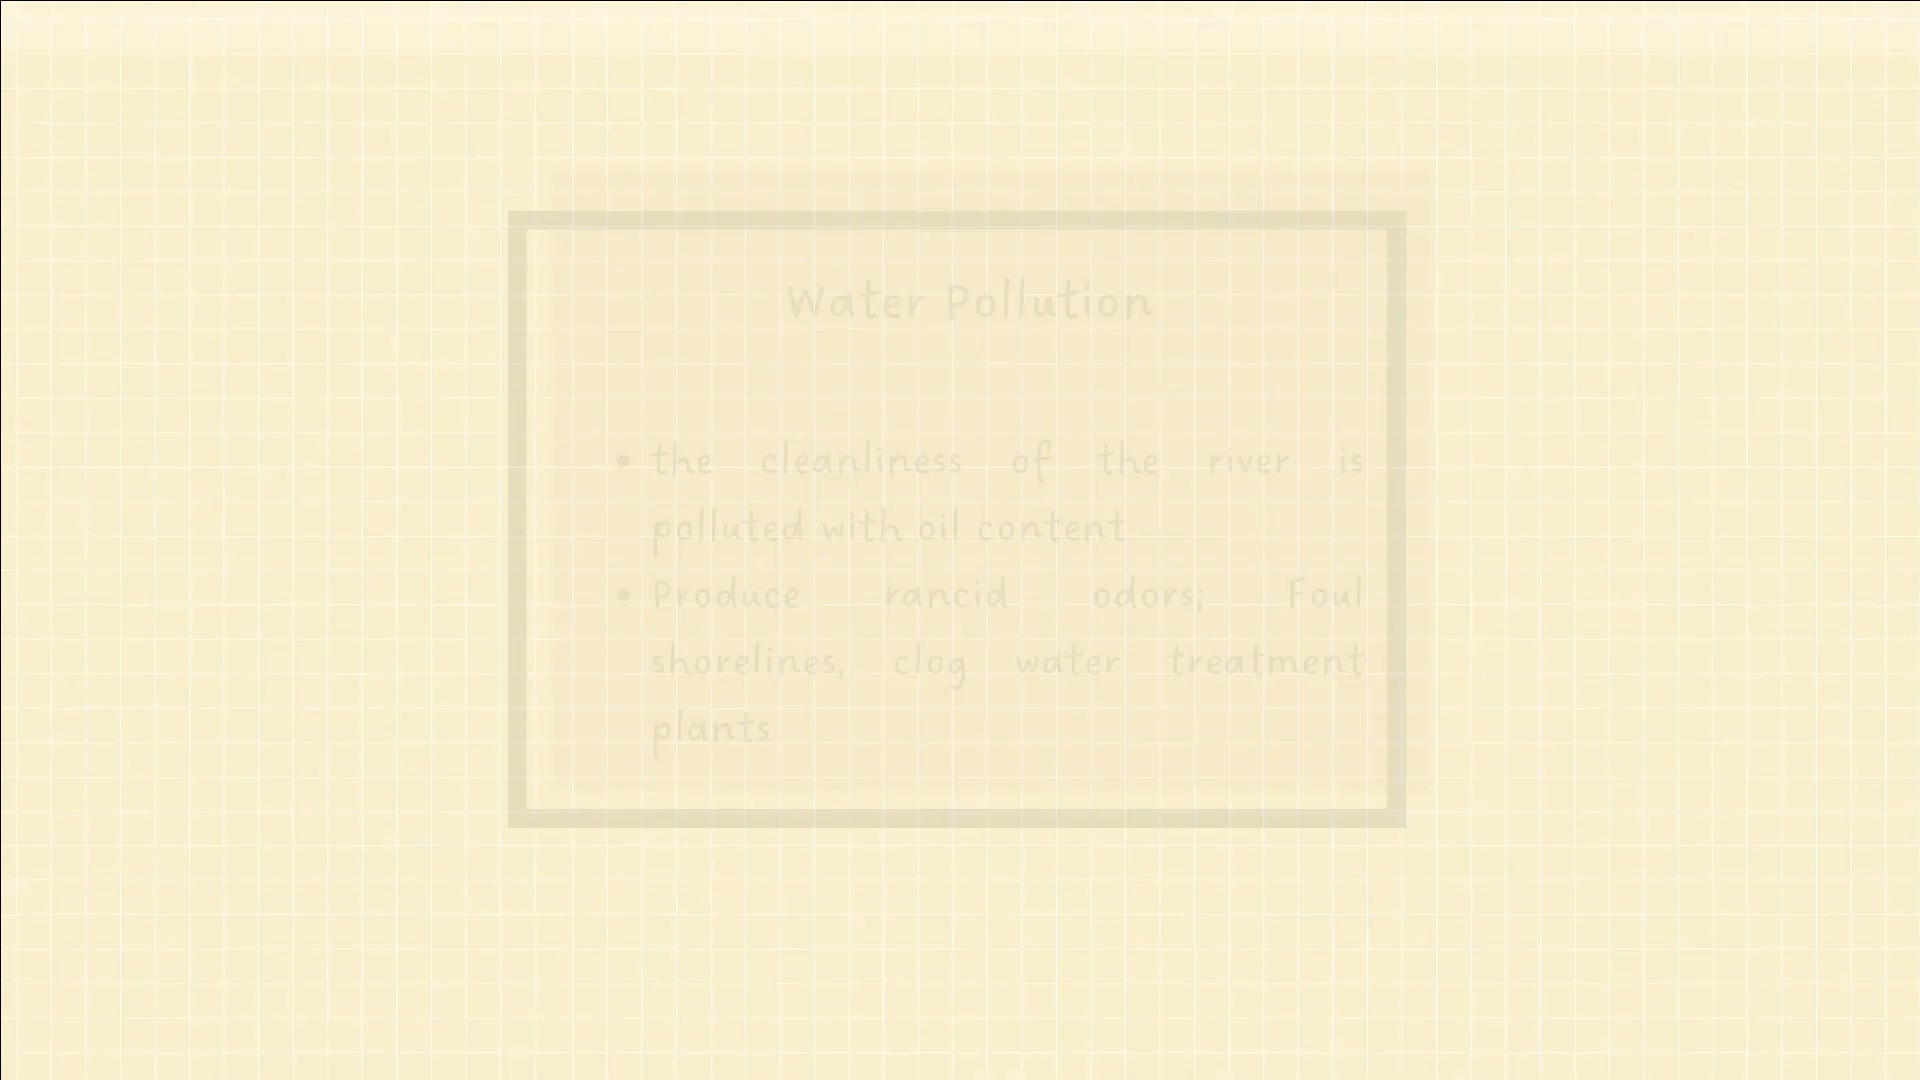 Water Pollution
• the cleanliness of the river is
polluted with oil content
• Produce rancid odors; Foul
shorelines, clog water treatment
plants